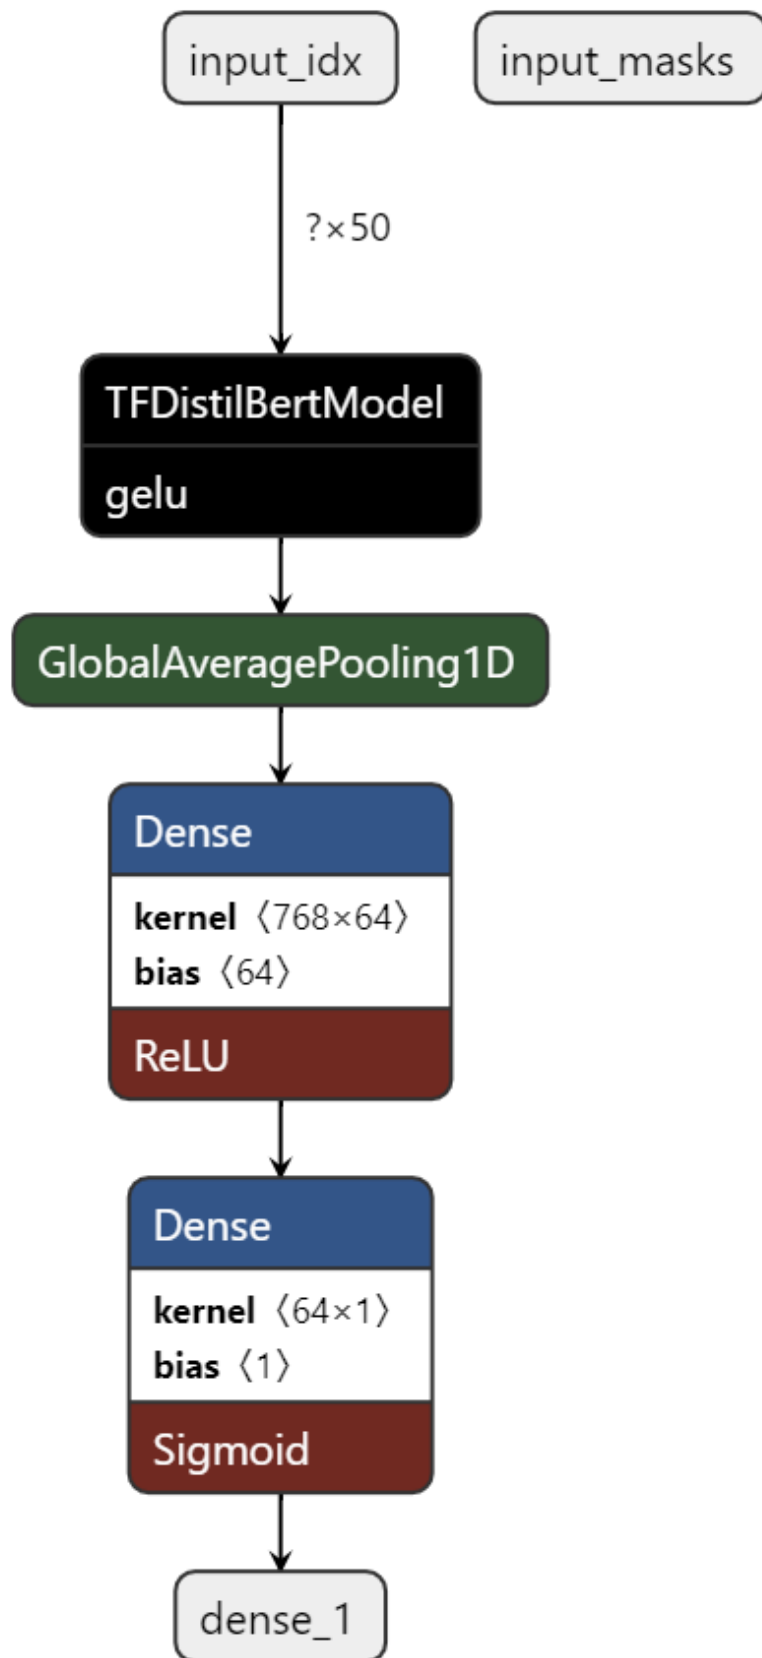 input_idx
input_masks
?×50
TFDistilBertModel
gelu
GlobalAveragePooling1D
Dense
kernel 〈768×64〉
bias 〈64〉
ReLU
Dense
kernel 〈64×1〉
bias 〈1〉
Sigmoid
dense_1